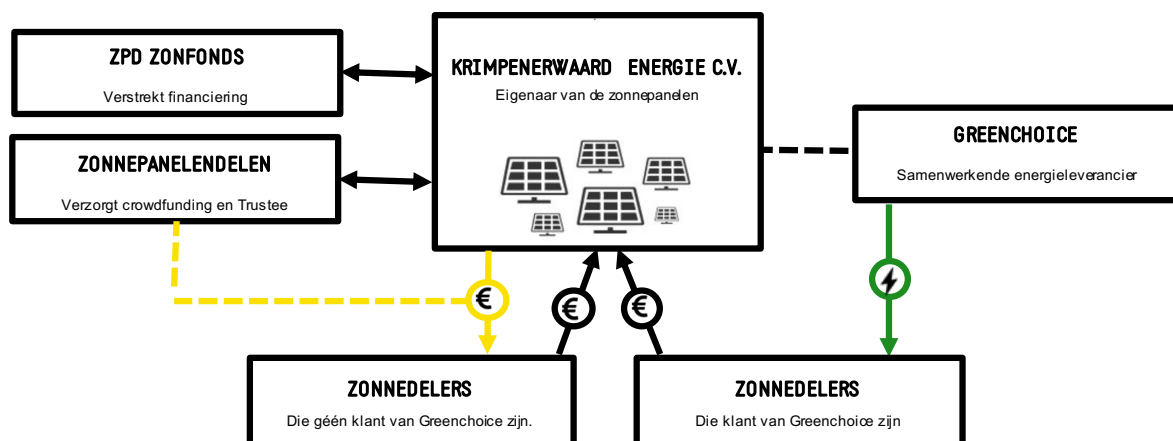 ZPD ZONFONDS
Verstrekt financiering
KRIMPENERWAARD ENERGIE C.V.
Eigenaar van de zonnepanelen
ZONNEPANELENDELEN
Verzorgt crowdfunding en Trustee
GREENCHOICE
Samenwerkende energieleverancier
€
€
€
ZONNEDELERS
Die géén klant van Greenchoice zijn.
ZONNEDELERS
Die klant van Greenchoice zijn